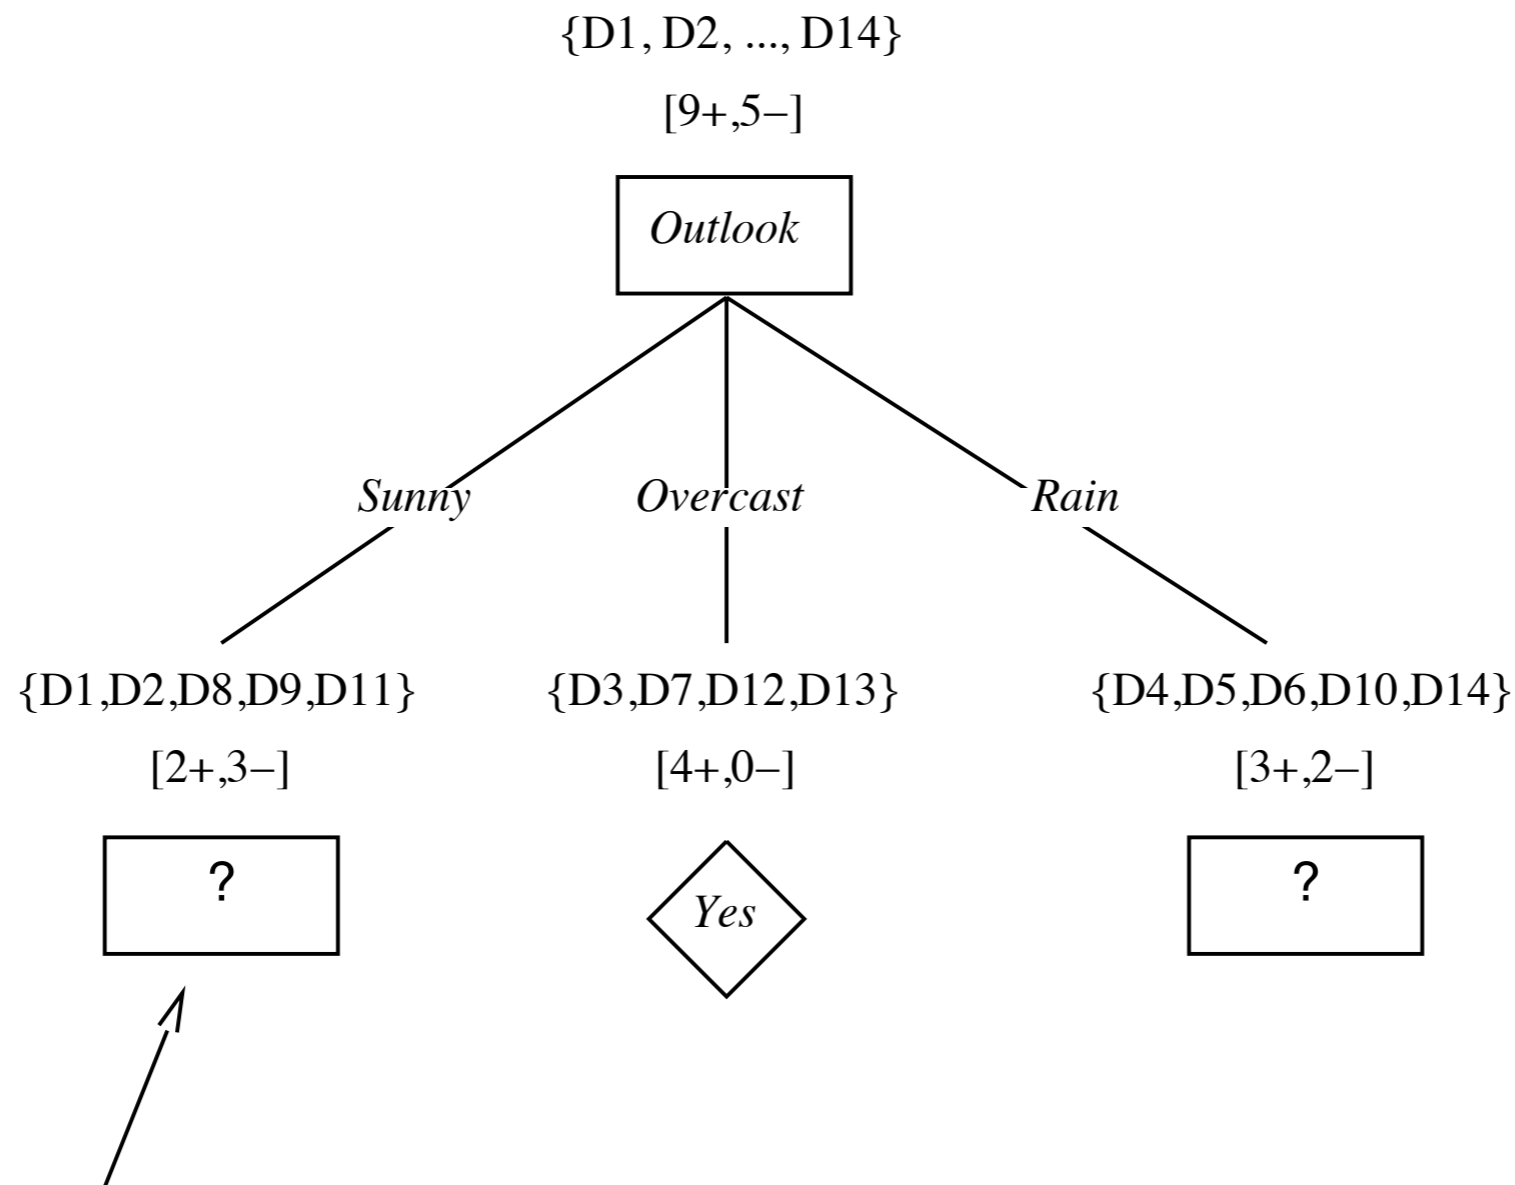 {D1, D2, ..., D14}
[9+,5–]
Outlook
Sunny Overcast Rain
{D1,D2,D8,D9,D11} {D3,D7,D12,D13} {D4,D5,D6,D10,D14}
[2+,3–] [4+,0–] [3+,2–]
? Yes ?